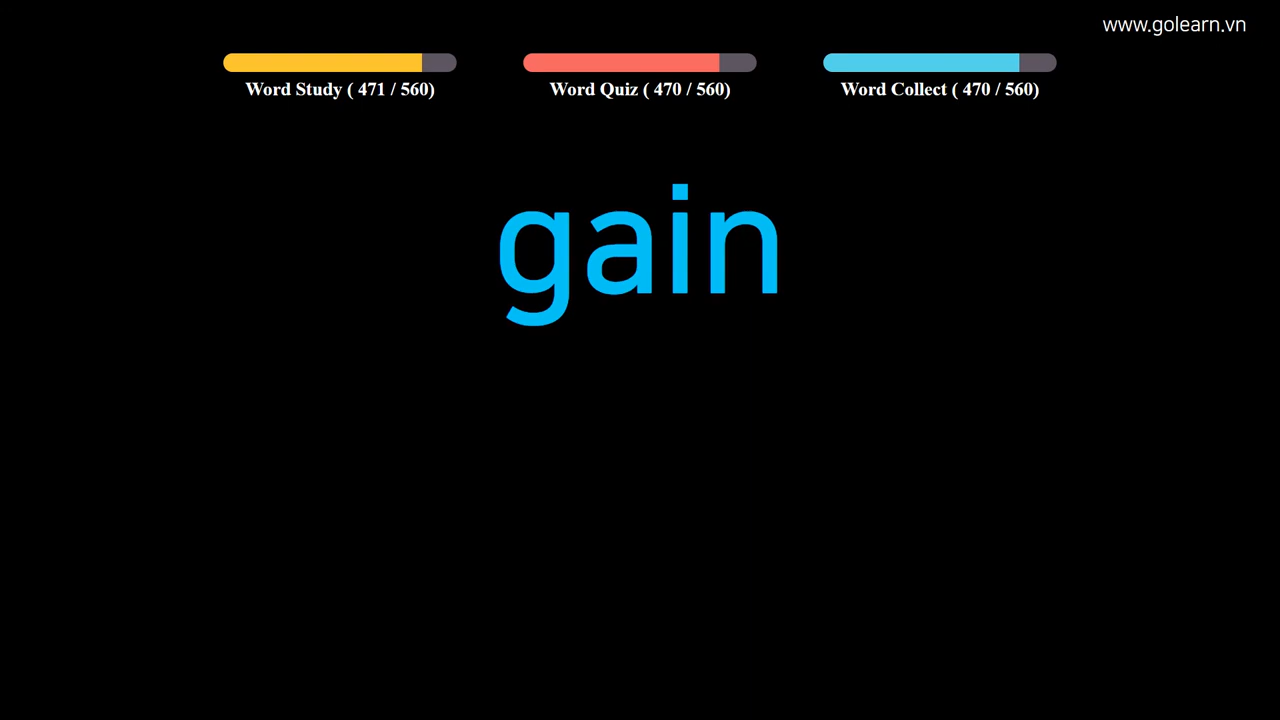 www.golearn.vn
Word Study ( 471 / 560)
Word Quiz ( 470 / 560)
Word Collect ( 470 / 560)
gain